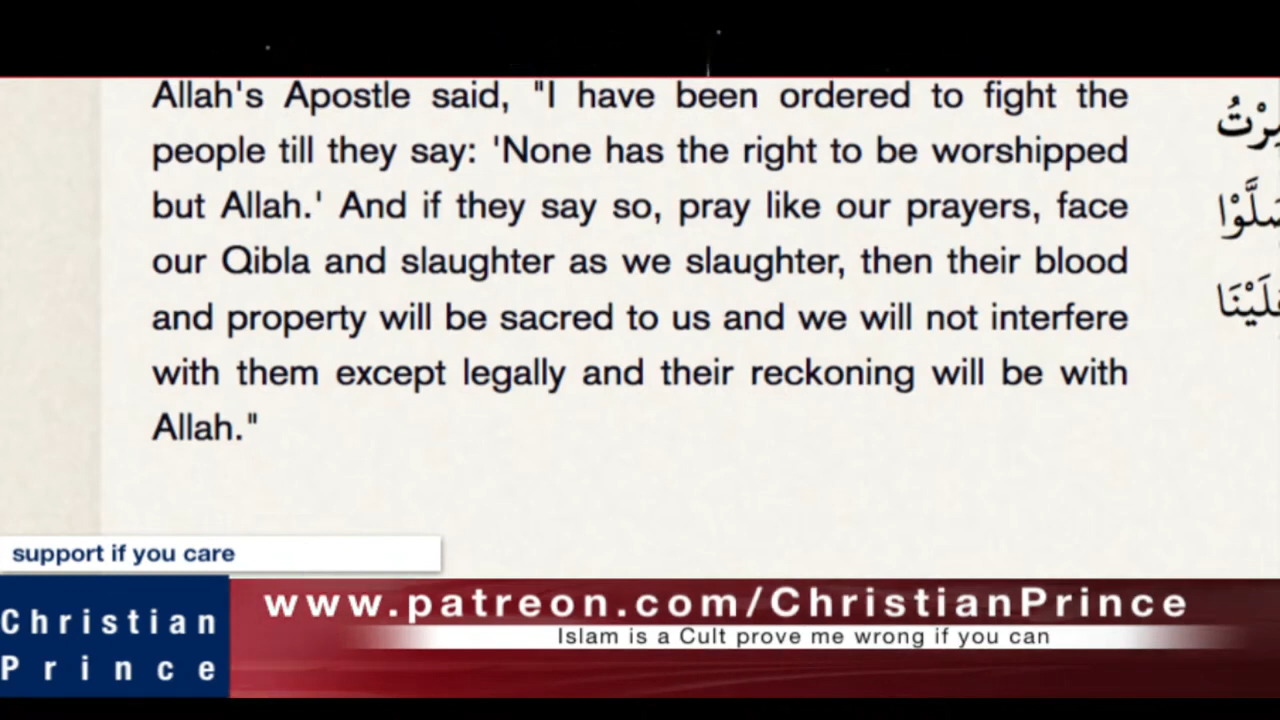 Allah's Apostle said, "I have been ordered to fight the
people till they say: 'None has the right to be worshipped
but Allah.' And if they say so, pray like our prayers, face
our Qibla and slaughter as we slaughter, then their blood
and property will be sacred to us and we will not interfere
with them except legally and their reckoning will be with
Allah."
support if you care
Christian
Prince
www.patreon.com/ChristianPrince
Islam is a Cult prove me wrong if you can